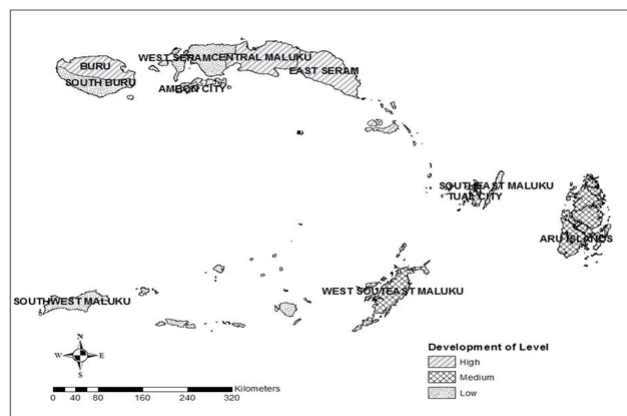 WEST SERAM
CENTRAL MALUKU
BURU
EAST SERAM
SOUTH BURU
AMBON CITY
SOUTHEAST MALUKU
TUAL CITY
ARU ISLANDS
WEST SOUTEAST MALUKU
SOUTHWEST MALUKU
N
W E
S
Development of Level
High
Medium
Low
Kilometers
0 20 40 80 160 240 320